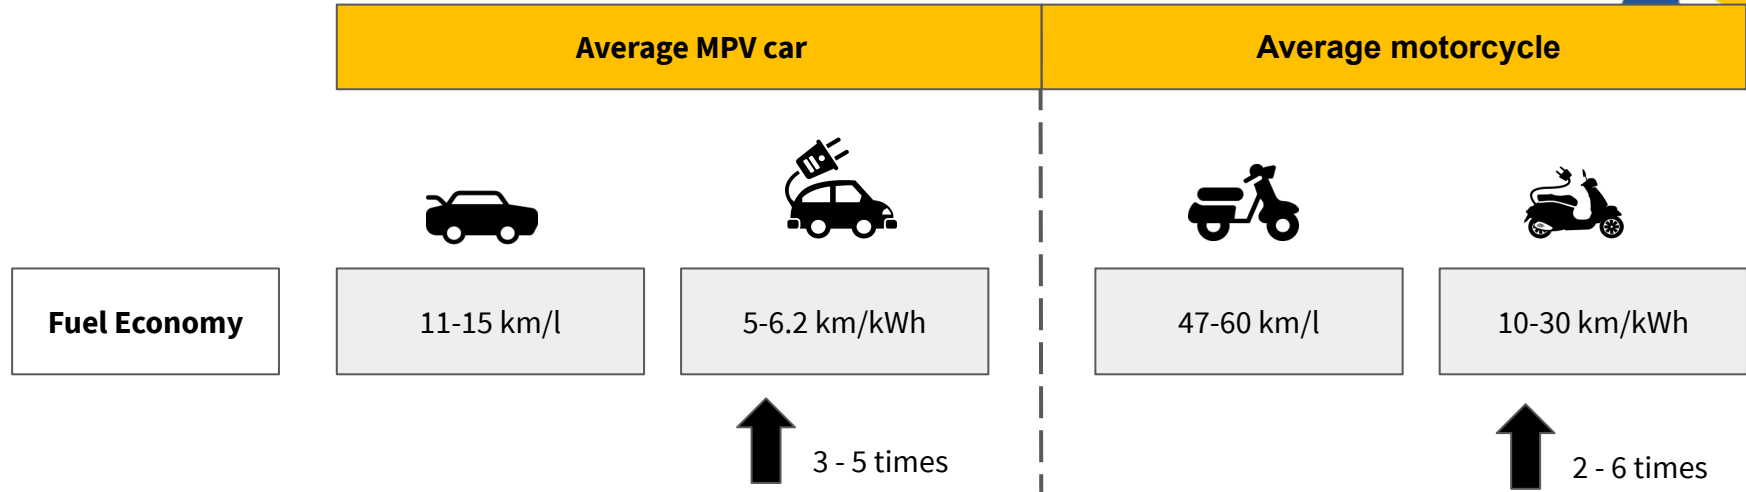 Average MPV car
Average motorcycle
Fuel Economy
11-15 km/l
5-6.2 km/kWh
47-60 km/l
10-30 km/kWh
3 - 5 times
2 - 6 times